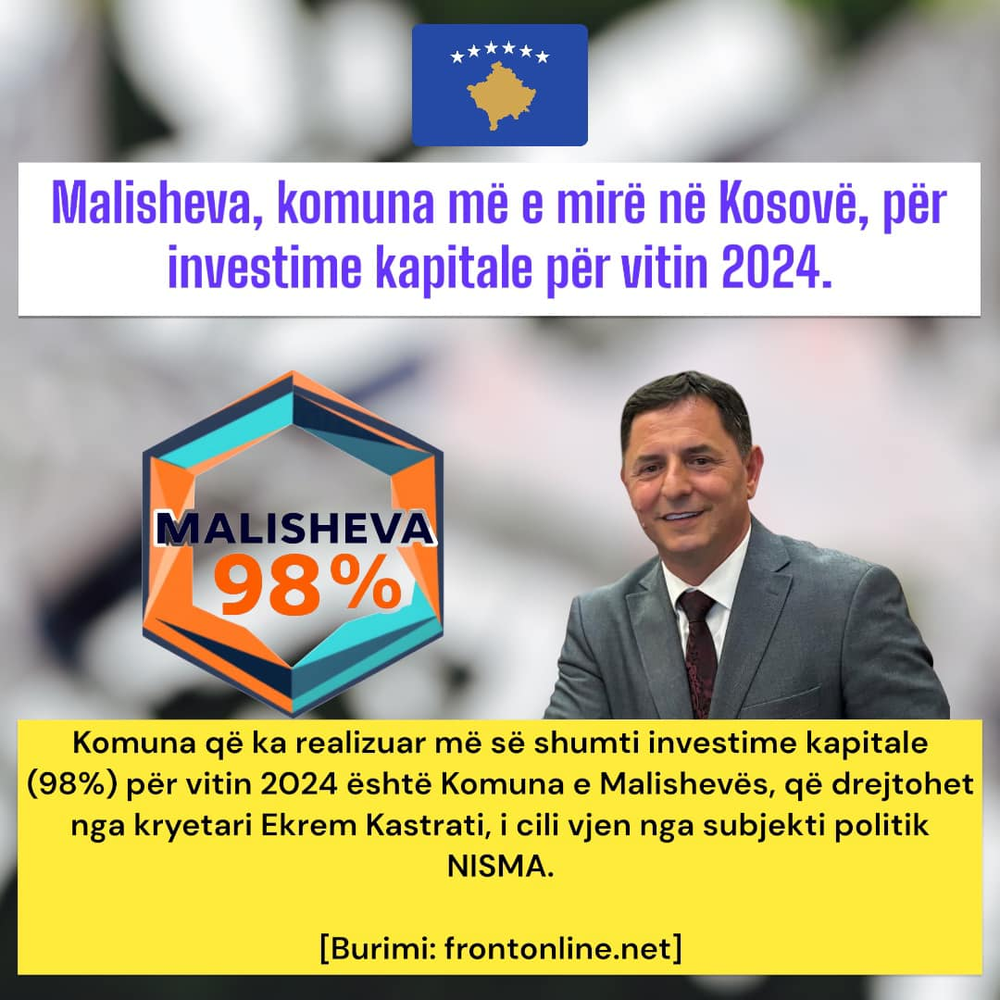 Malisheva, komuna më e mirë në Kosovë, për
investime kapitale për vitin 2024.
MALISHEVA
98%
Komuna që ka realizuar më së shumti investime kapitale
(98%) për vitin 2024 është Komuna e Malishevës, që drejtohet
nga kryetari Ekrem Kastrati, i cili vjen nga subjekti politik
NISMA.
[Burimi: frontonline.net]